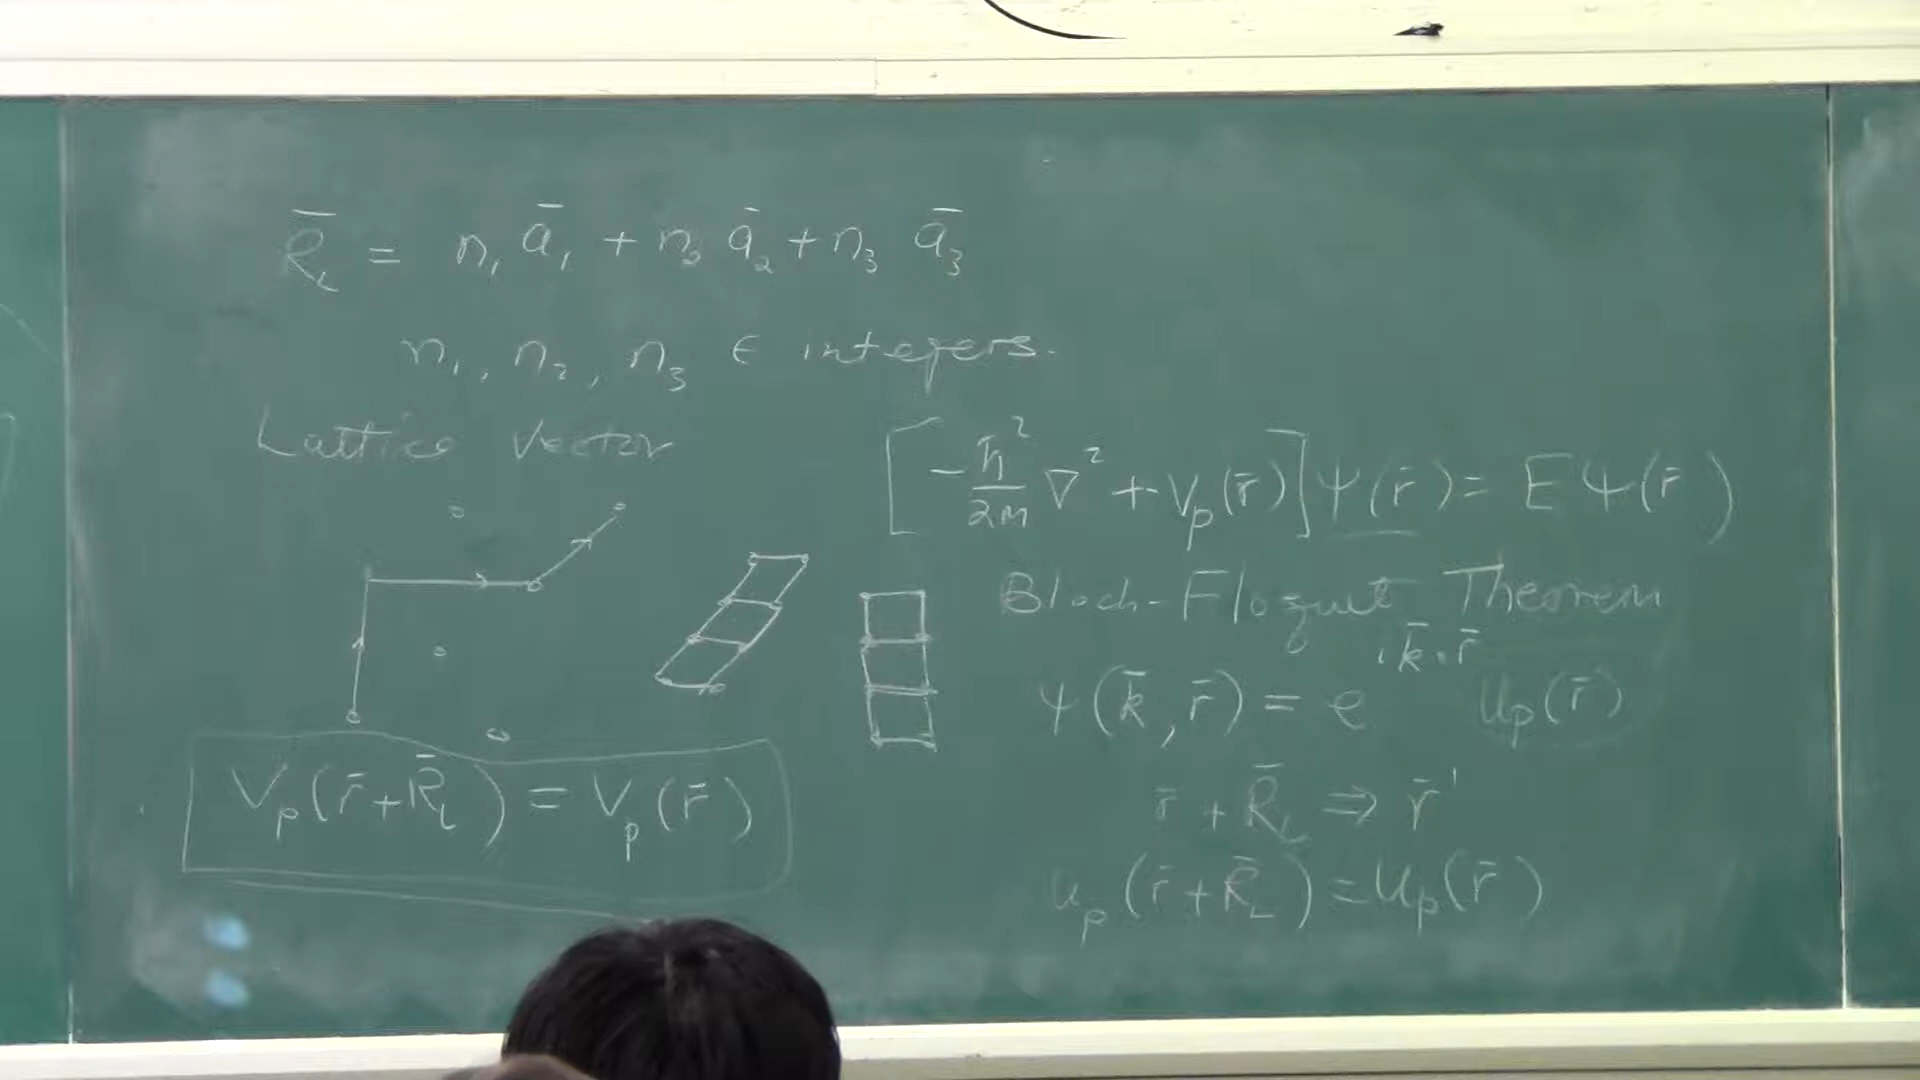 R̄_L = n₁ ā₁ + n₂ ā₂ + n₃ ā₃
n₁, n₂, n₃ ∈ integers.
Lattice Vector
V_p(r̄+R̄_L) = V_p(r̄)
[-ħ²/2m ∇² + V_p(r̄)]ψ(r̄) = Eψ(r̄)
Bloch-Floquet Theorem
ψ(k̄, r̄) = e^{ik̄·r̄} u_p(r̄)
r̄ + R̄_L ⇒ r̄'
u_p(r̄+R̄_L) = u_p(r̄)